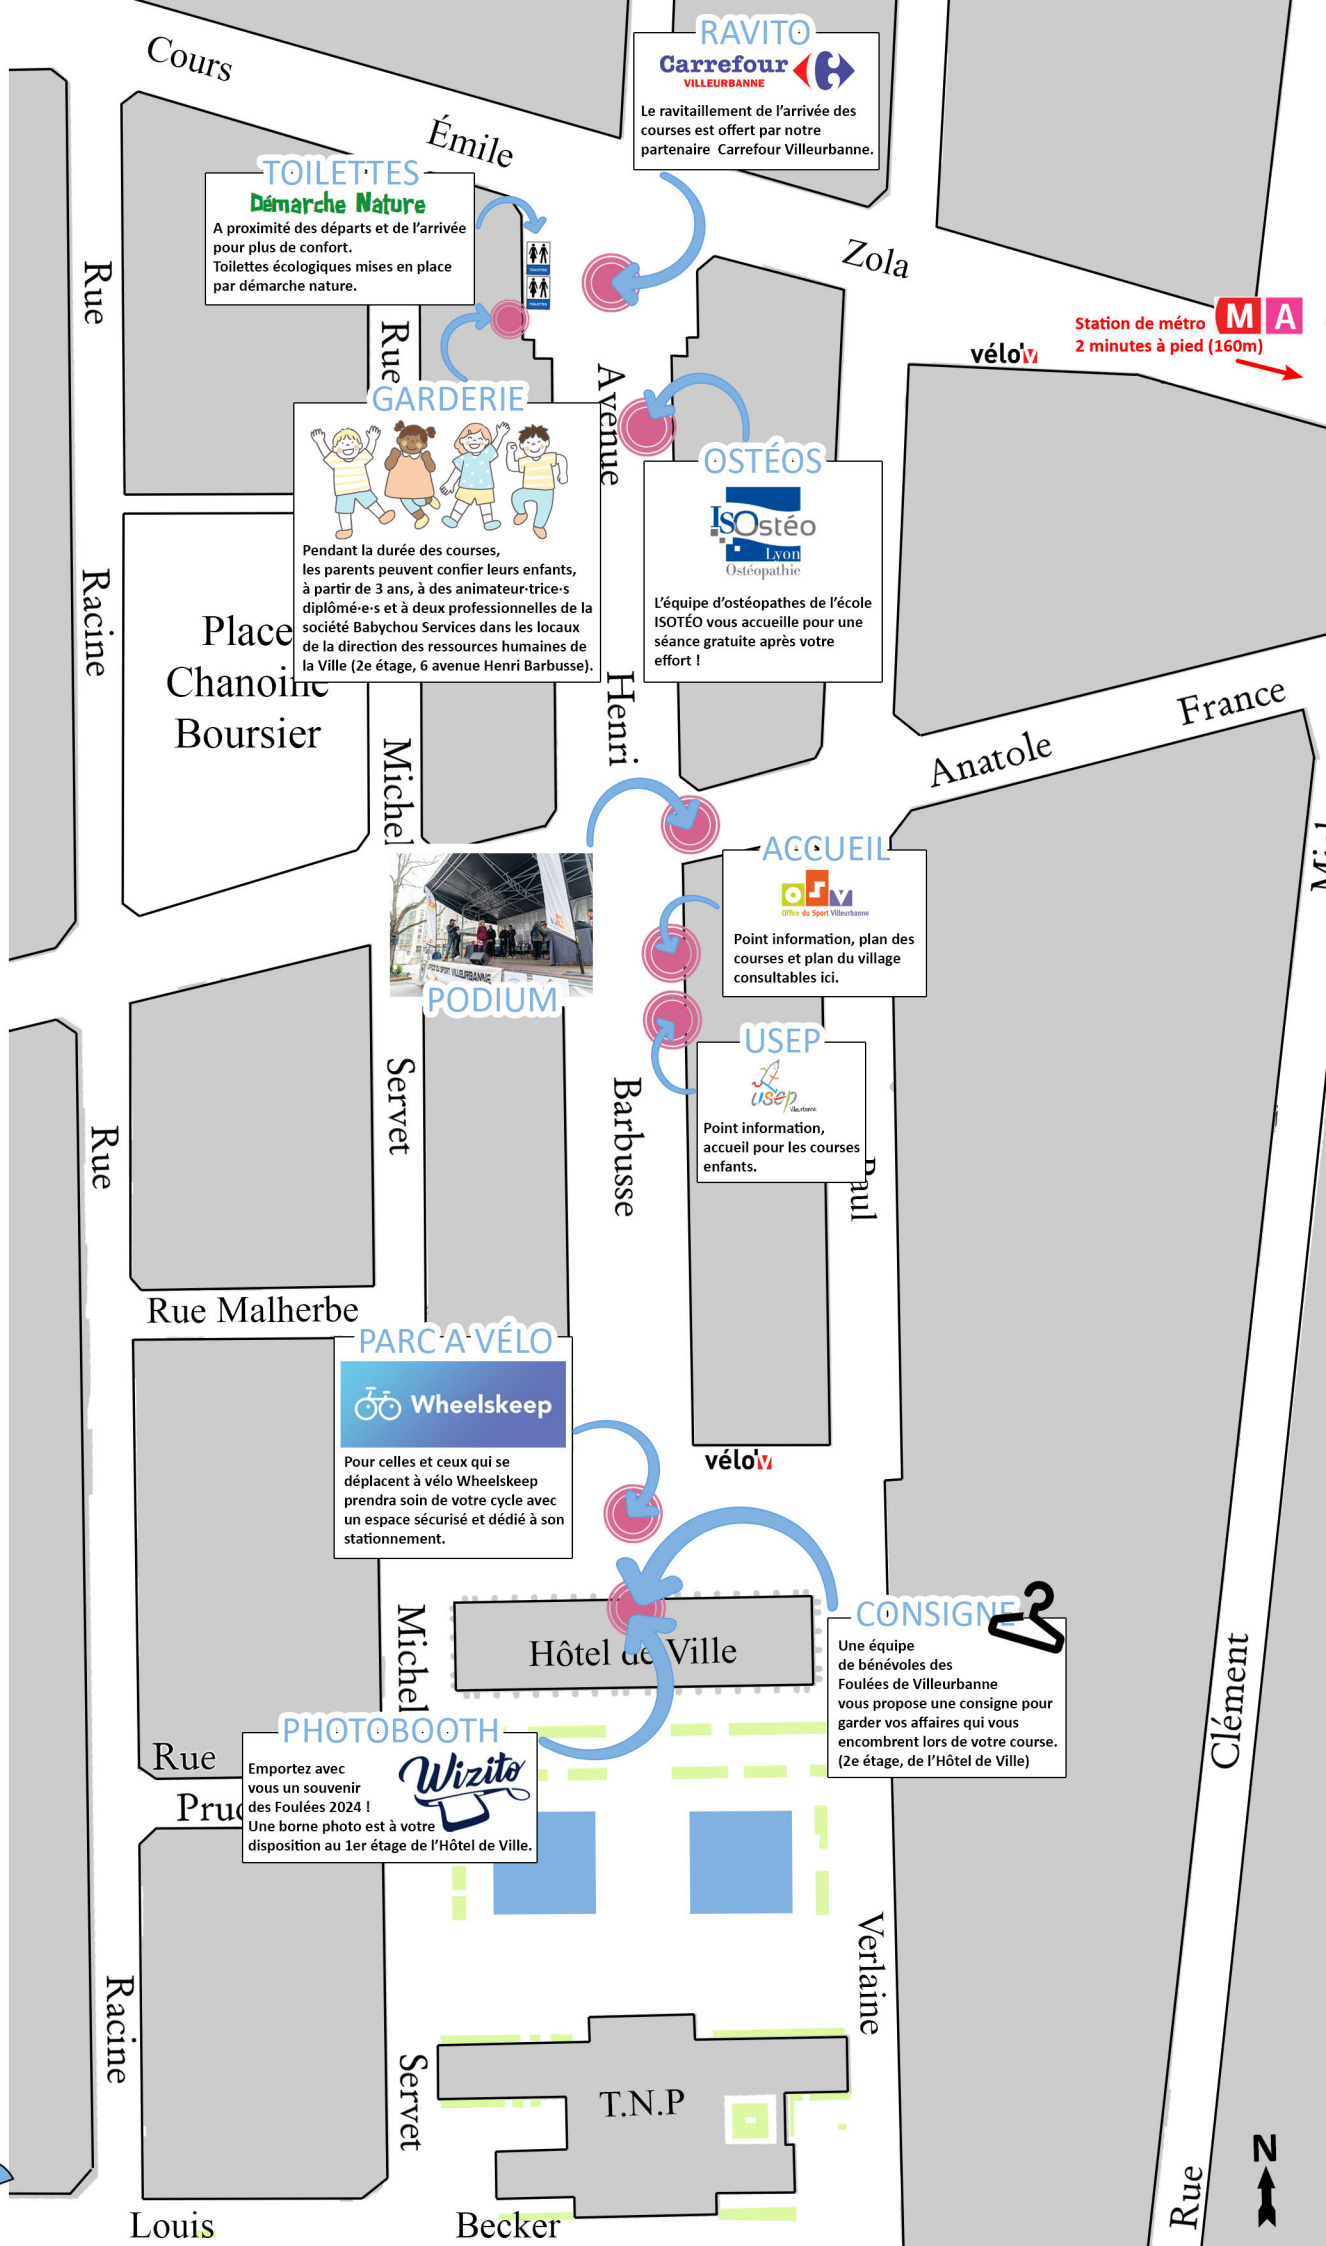 Cours
Émile
Zola
RAVITO
Carrefour
VILLEURBANNE
Le ravitaillement de l'arrivée des
courses est offert par notre
partenaire Carrefour Villeurbanne.
TOILETTES
Démarche Nature
A proximité des départs et de l'arrivée
pour plus de confort.
Toilettes écologiques mises en place
par démarche nature.
TOILETTES
TOILETTES
Station de métro
2 minutes à pied (160m)
M A
vélo'v
Rue
Racine
Rue
Michel
Servet
Avenue
Henri
Barbusse
GARDERIE
Pendant la durée des courses,
les parents peuvent confier leurs enfants,
à partir de 3 ans, à des animateur·trice·s
diplômé·e·s et à deux professionnelles de la
société Babychou Services dans les locaux
de la direction des ressources humaines de
la Ville (2e étage, 6 avenue Henri Barbusse).
OSTÉOS
IsOstéo
Lyon
Ostéopathie
L'équipe d'ostéopathes de l'école
ISOTÉO vous accueille pour une
séance gratuite après votre
effort !
Place
Chanoine
Boursier
Anatole
France
PODIUM
ACCUEIL
OSV
Office du Sport Villeurbanne
Point information, plan des
courses et plan du village
consultables ici.
USEP
usep
Villeurbanne
Point information,
accueil pour les courses
enfants.
Paul
Verlaine
Rue
Racine
Rue Malherbe
PARC A VÉLO
Wheelskeep
Pour celles et ceux qui se
déplacent à vélo Wheelskeep
prendra soin de votre cycle avec
un espace sécurisé et dédié à son
stationnement.
vélo'v
Hôtel de Ville
CONSIGNE
Une équipe
de bénévoles des
Foulées de Villeurbanne
vous propose une consigne pour
garder vos affaires qui vous
encombrent lors de votre course.
(2e étage, de l'Hôtel de Ville)
Michel
Servet
PHOTOBOOTH
Wizito
Emportez avec
vous un souvenir
des Foulées 2024 !
Une borne photo est à votre
disposition au 1er étage de l'Hôtel de Ville.
Rue
Clément
Rue
T.N.P
N
Louis
Becker